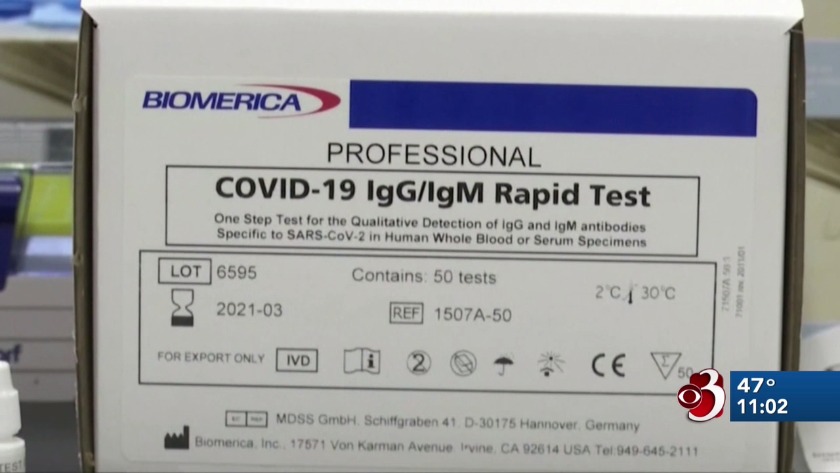 BIOMERICA
PROFESSIONAL
COVID-19 IgG/IgM Rapid Test
One Step Test for the Qualitative Detection of IgG and IgM antibodies
Specific to SARS-CoV-2 in Human Whole Blood or Serum Specimens
LOT 6595 Contains: 50 tests 2°C 30°C
2021-03 REF 1507A-50
FOR EXPORT ONLY IVD i 2 CE Σ 50
MDSS GmbH. Schiffgraben 41. D-30175 Hannover, Germany
Biomerica, Inc., 17571 Von Karman Avenue. Irvine, CA 92614 USA Tel:949-645-2111
3
47°
11:02